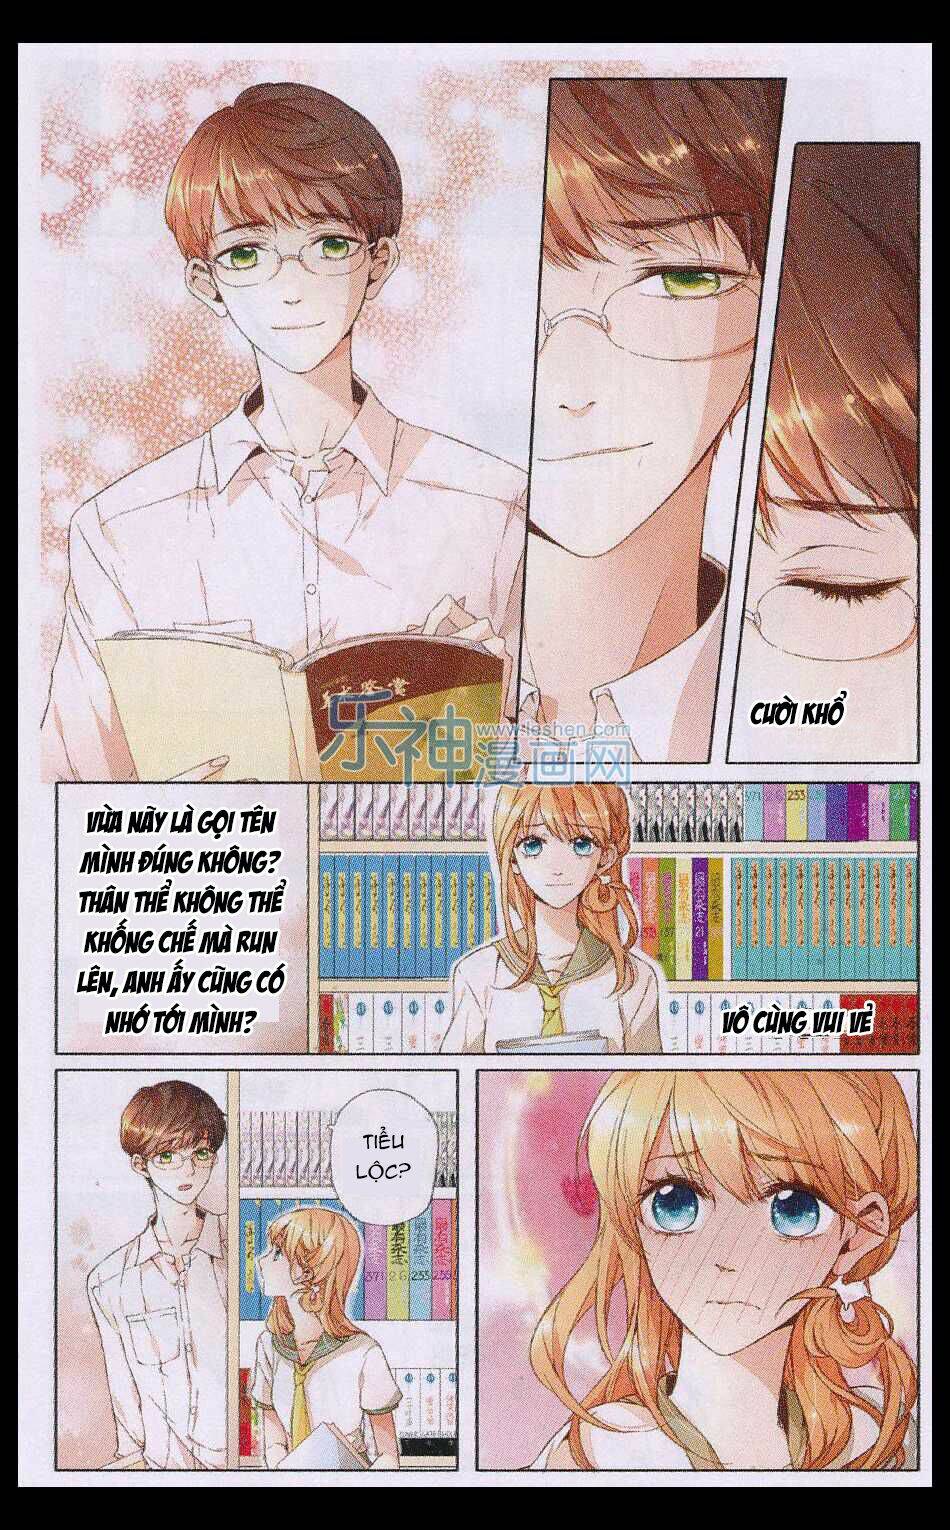 乐神漫画网
www.leshen.com
CƯỜI KHỔ
VỪA NÃY LÀ GỌI TÊN
MÌNH ĐÚNG KHÔNG?
THÂN THỂ KHÔNG THỂ
KHỐNG CHẾ MÀ RUN
LÊN, ANH ẤY CŨNG CÓ
NHỚ TỚI MÌNH?
VÔ CÙNG VUI VẺ
TIỂU
LỘC?